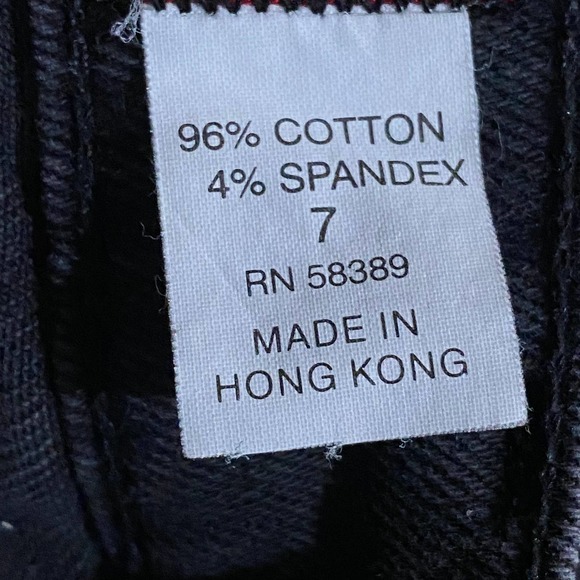 96% COTTON
4% SPANDEX
7
RN 58389
MADE IN
HONG KONG